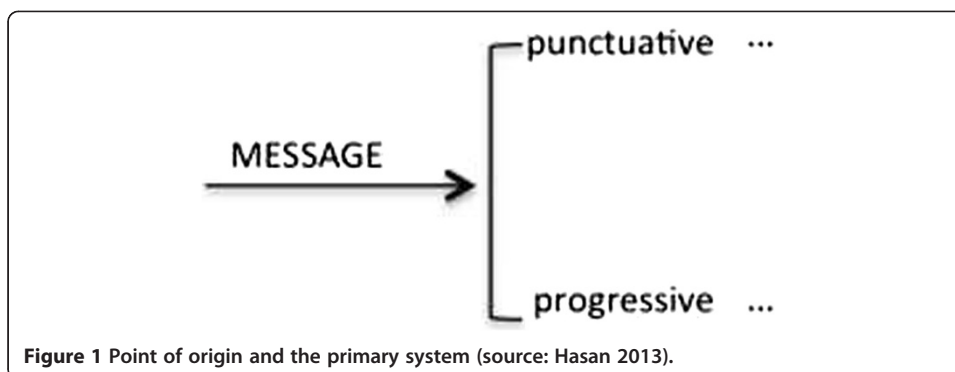 punctuative ...
MESSAGE
progressive ...
Figure 1 Point of origin and the primary system (source: Hasan 2013).